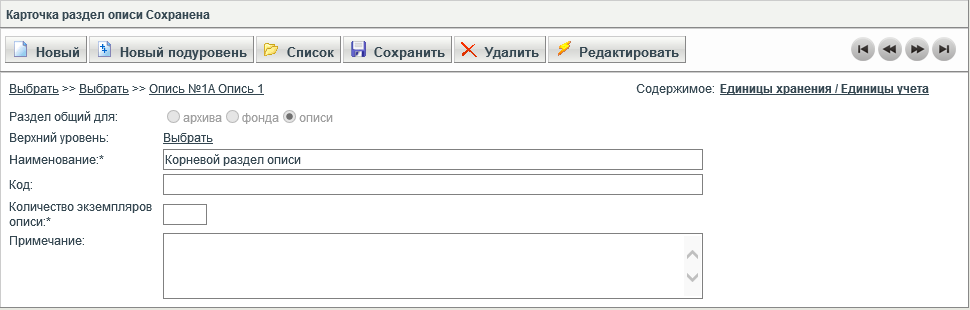 Карточка раздел описи Сохранена
Новый Новый подуровень Список Сохранить Удалить Редактировать
Выбрать >> Выбрать >> Опись №1А Опись 1 Содержимое: Единицы хранения / Единицы учета
Раздел общий для: архива фонда описи
Верхний уровень: Выбрать
Наименование:* Корневой раздел описи
Код:
Количество экземпляров
описи:*
Примечание: